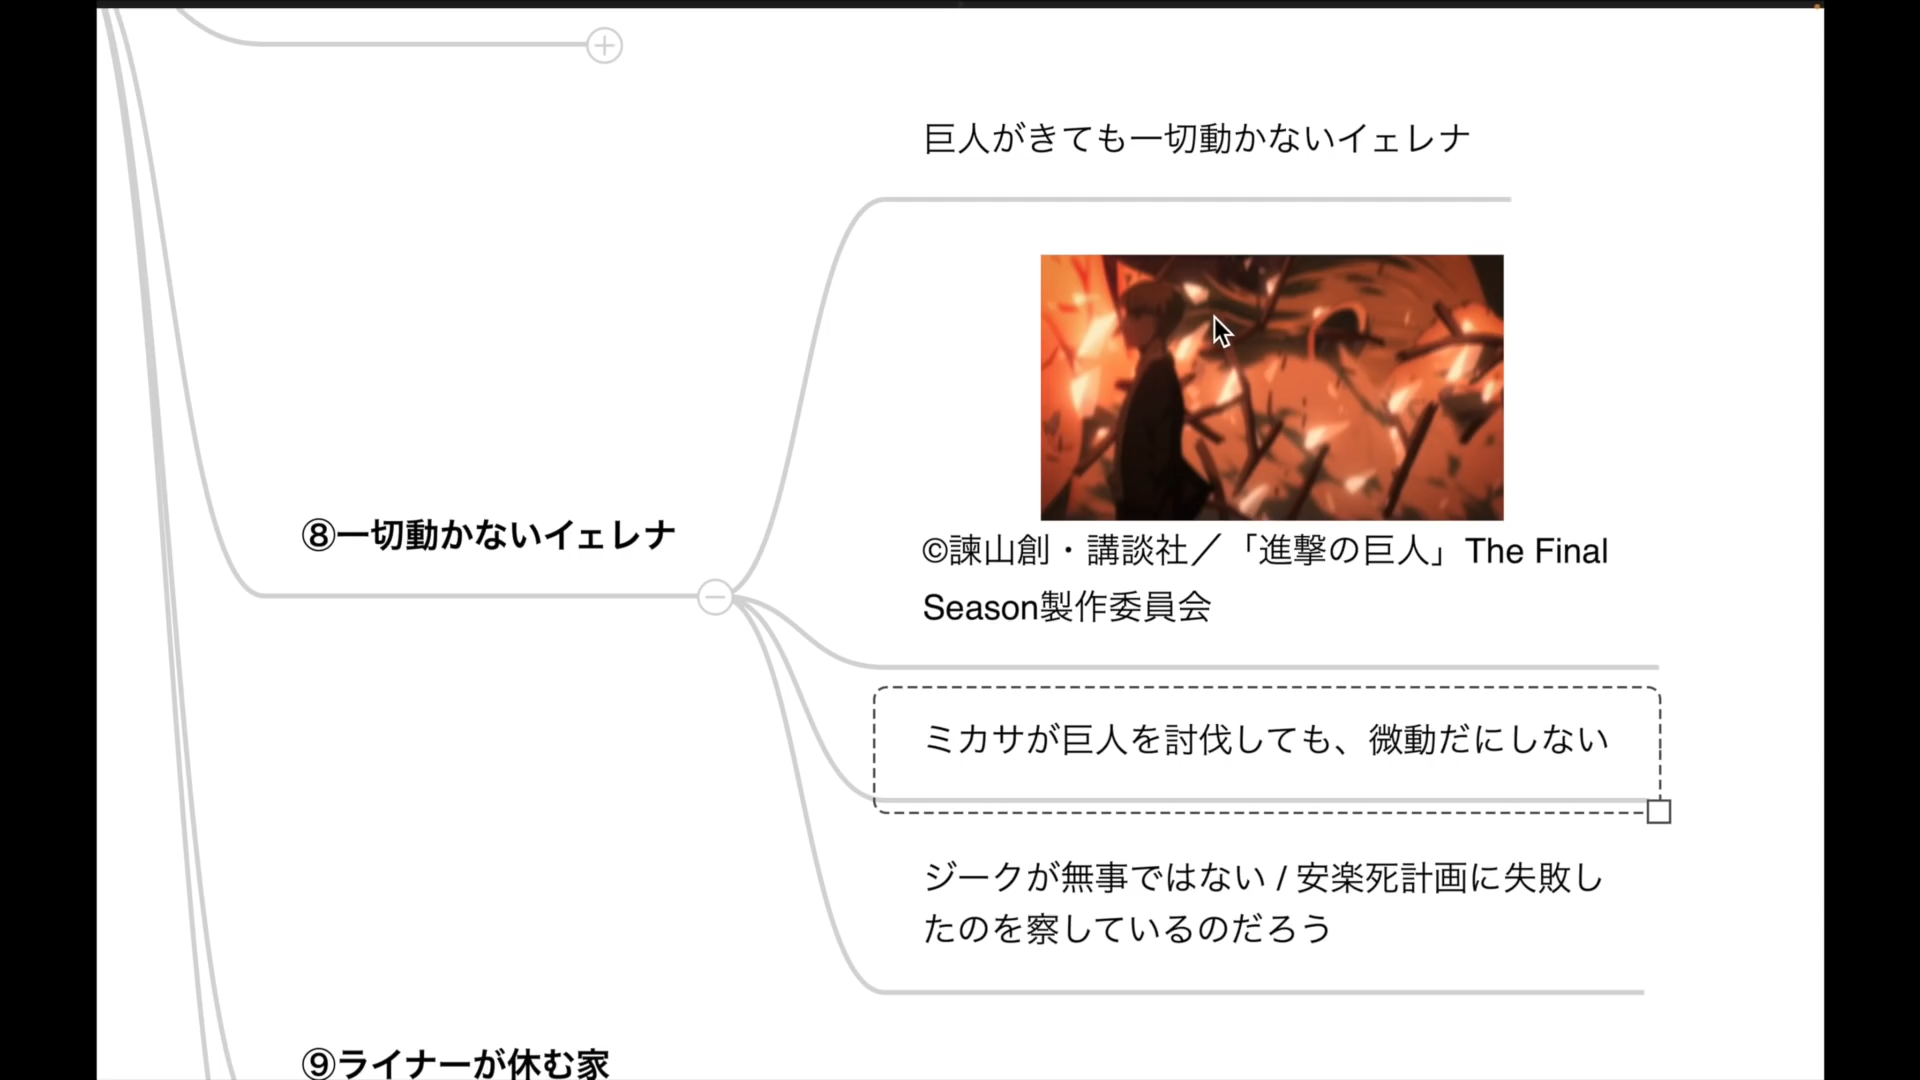 巨人がきても一切動かないイェレナ
⑧一切動かないイェレナ
©諫山創・講談社／「進撃の巨人」The Final
Season製作委員会
ミカサが巨人を討伐しても、微動だにしない
ジークが無事ではない / 安楽死計画に失敗し
たのを察しているのだろう
⑨ライナーが休む家